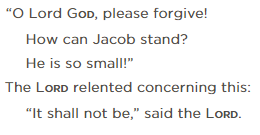 “O Lord GOD, please forgive!
How can Jacob stand?
He is so small!”
The LORD relented concerning this:
“It shall not be,” said the LORD.